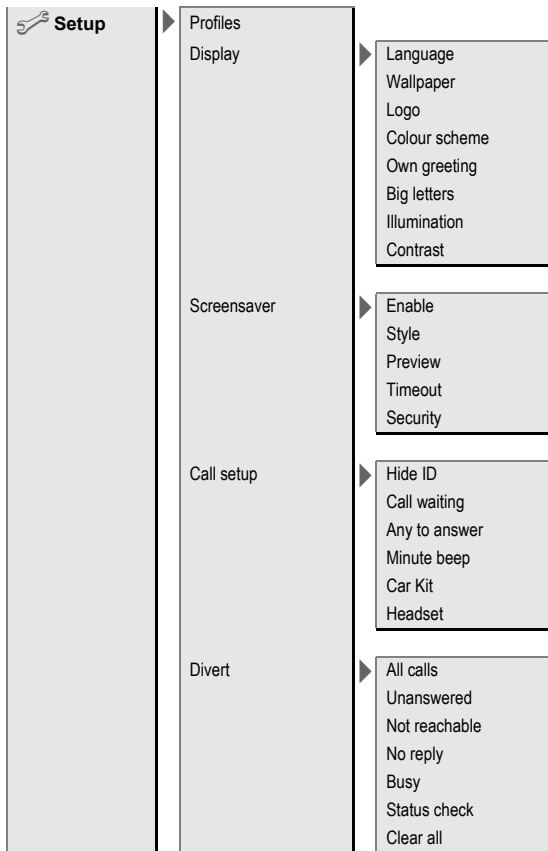 Setup
Profiles
Display
Language
Wallpaper
Logo
Colour scheme
Own greeting
Big letters
Illumination
Contrast
Screensaver
Enable
Style
Preview
Timeout
Security
Call setup
Hide ID
Call waiting
Any to answer
Minute beep
Car Kit
Headset
Divert
All calls
Unanswered
Not reachable
No reply
Busy
Status check
Clear all